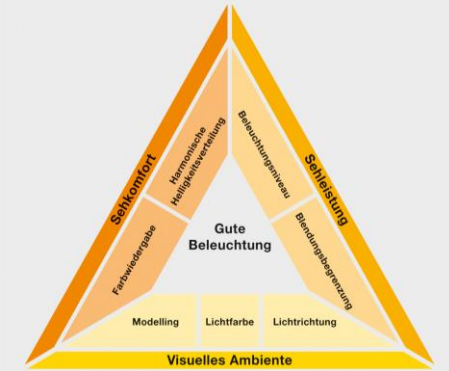 Sehkomfort
Harmonische
Helligkeitsverteilung
Farbwiedergabe
Beleuchtungsniveau
Sehleistung
Blendungsbegrenzung
Gute
Beleuchtung
Modelling
Lichtfarbe
Lichtrichtung
Visuelles Ambiente